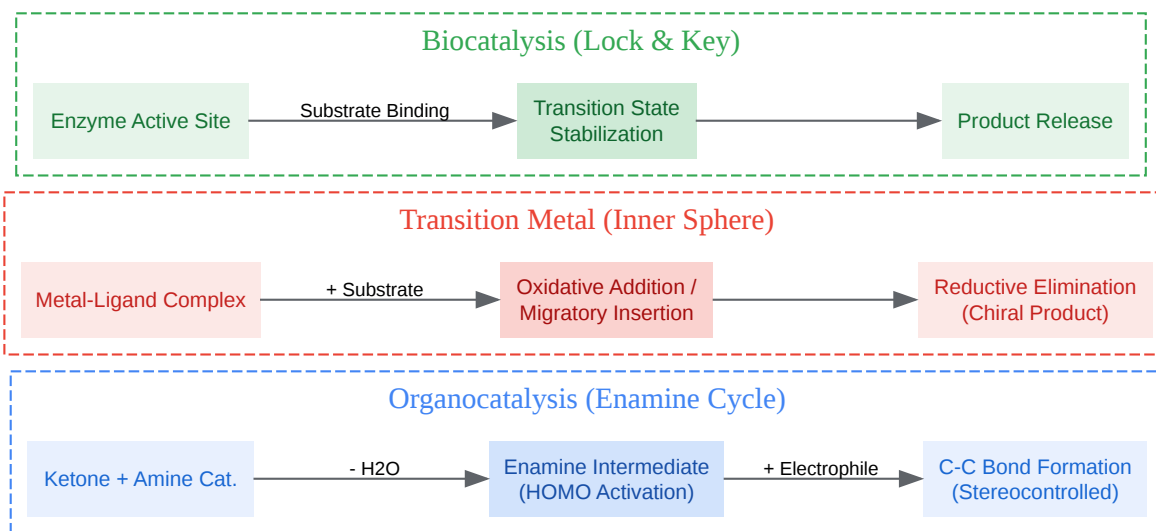 Biocatalysis (Lock & Key)
Enzyme Active Site
Substrate Binding
Transition State
Stabilization
Product Release
Transition Metal (Inner Sphere)
Metal-Ligand Complex
+ Substrate
Oxidative Addition /
Migratory Insertion
Reductive Elimination
(Chiral Product)
Organocatalysis (Enamine Cycle)
Ketone + Amine Cat.
- H2O
Enamine Intermediate
(HOMO Activation)
+ Electrophile
C-C Bond Formation
(Stereocontrolled)